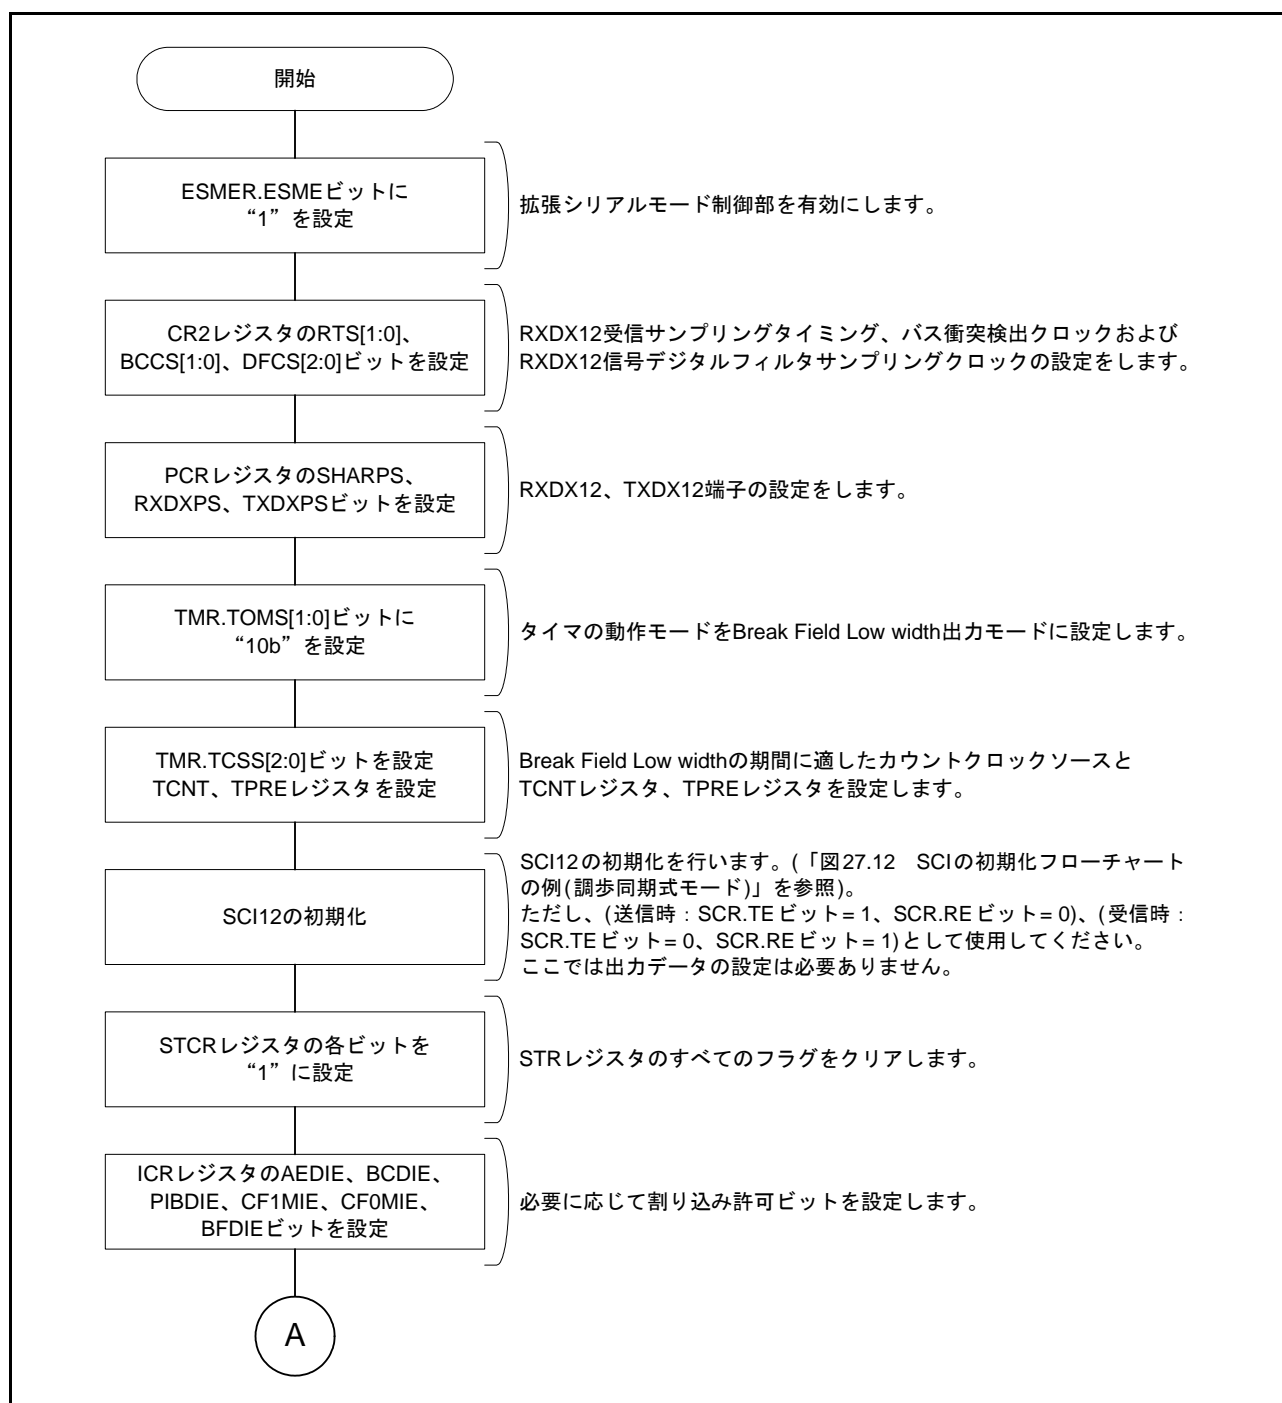 開始
ESMER.ESMEビットに
“1”を設定
拡張シリアルモード制御部を有効にします。
CR2レジスタのRTS[1:0]、
BCCS[1:0]、DFCS[2:0]ビットを設定
RXDX12受信サンプリングタイミング、バス衝突検出クロックおよび
RXDX12信号デジタルフィルタサンプリングクロックの設定をします。
PCRレジスタのSHARPS、
RXDXPS、TXDXPSビットを設定
RXDX12、TXDX12端子の設定をします。
TMR.TOMS[1:0]ビットに
“10b”を設定
タイマの動作モードをBreak Field Low width出力モードに設定します。
TMR.TCSS[2:0]ビットを設定
TCNT、TPREレジスタを設定
Break Field Low widthの期間に適したカウントクロックソースと
TCNTレジスタ、TPREレジスタを設定します。
SCI12の初期化
SCI12の初期化を行います。(「図27.12　SCIの初期化フローチャート
の例(調歩同期式モード)」を参照)。
ただし、(送信時：SCR.TEビット= 1、SCR.REビット= 0)、(受信時：
SCR.TEビット= 0、SCR.REビット= 1)として使用してください。
ここでは出力データの設定は必要ありません。
STCRレジスタの各ビットを
“1”に設定
STRレジスタのすべてのフラグをクリアします。
ICRレジスタのAEDIE、BCDIE、
PIBDIE、CF1MIE、CF0MIE、
BFDIEビットを設定
必要に応じて割り込み許可ビットを設定します。
A